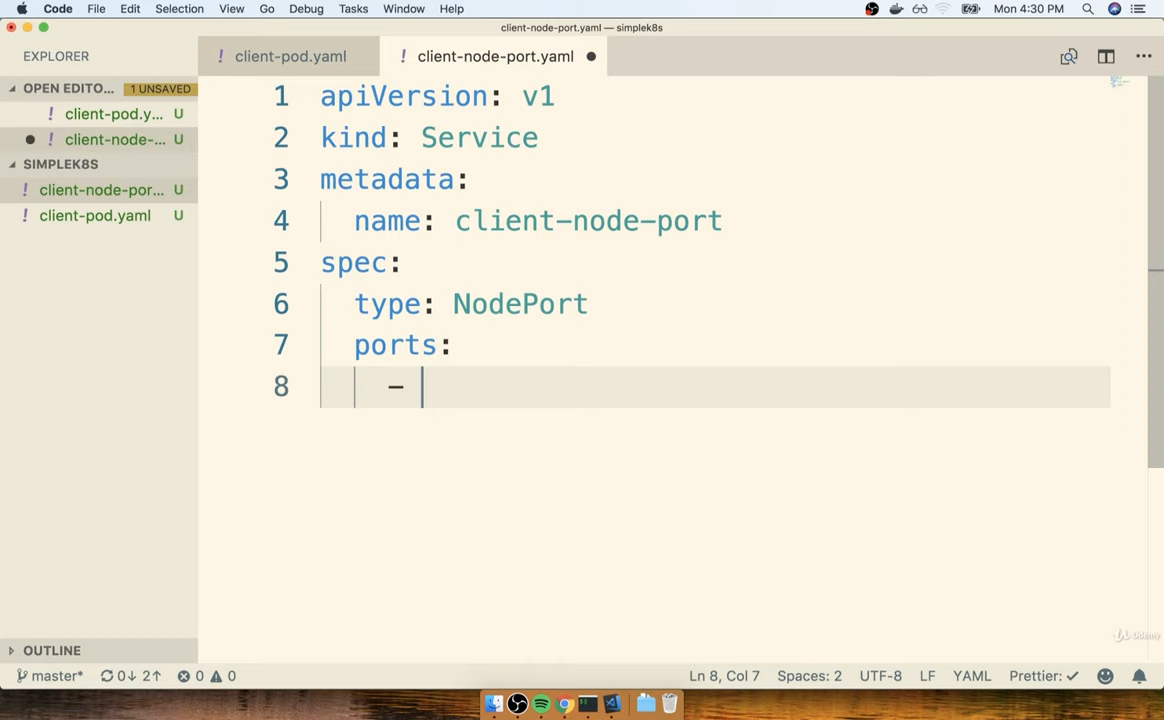 Code File Edit Selection View Go Debug Tasks Window Help Mon 4:30 PM
client-node-port.yaml — simplek8s
EXPLORER
! client-pod.yaml
! client-node-port.yaml ●
OPEN EDITO... 1 UNSAVED
! client-pod.y... U
● ! client-node-... U
SIMPLEK8S
! client-node-por... U
! client-pod.yaml U
1 apiVersion: v1
2 kind: Service
3 metadata:
4 name: client-node-port
5 spec:
6 type: NodePort
7 ports:
8 -
Udemy
OUTLINE
master* 0↓ 2↑ 0 0 Ln 8, Col 7 Spaces: 2 UTF-8 LF YAML Prettier: ✓